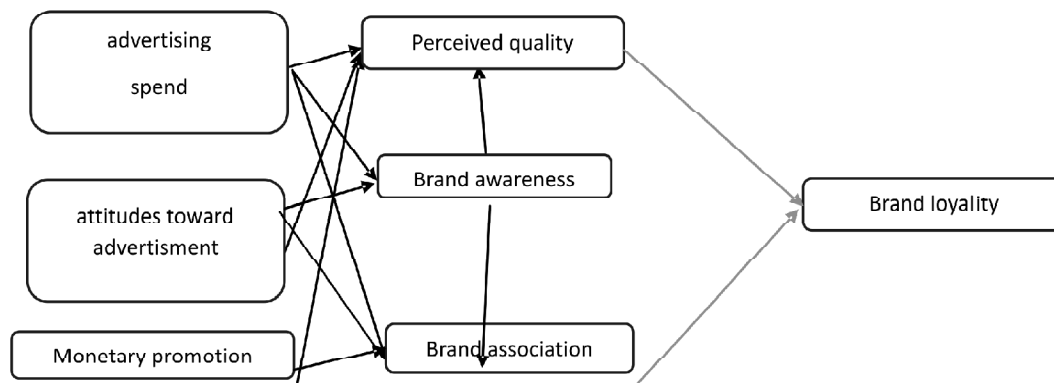 advertising
spend
Perceived quality
Brand awareness
attitudes toward
advertisment
Brand loyality
Monetary promotion
Brand association